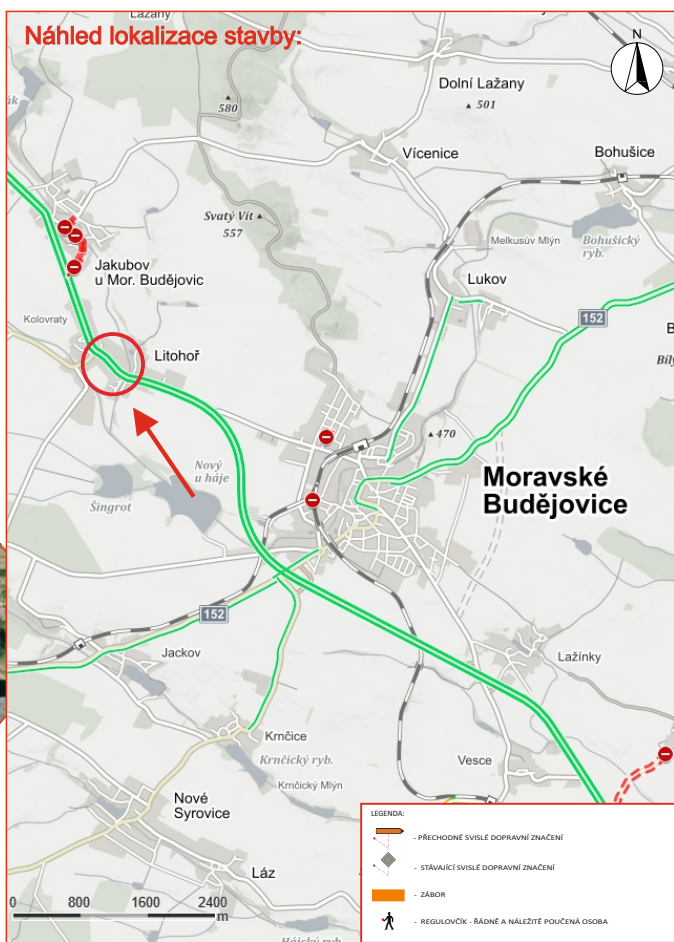 Lažany
Náhled lokalizace stavby:
N
Dolní Lažany
501
580
Vícenice
Bohušice
Svatý Vít
557
Melkusův Mlýn
Bohušický
ryb.
Jakubov
u Mor. Budějovic
Lukov
152
Kolovraty
Litohoř
470
Nový
u háje
Moravské
Budějovice
Šingrot
152
Jackov
Lažínky
Krnčice
Krnčický ryb.
Vesce
Krnčický Mlýn
Nové
Syrovice
Láz
LEGENDA:
- PŘECHODNÉ SVISLÉ DOPRAVNÍ ZNAČENÍ
- STÁVAJÍCÍ SVISLÉ DOPRAVNÍ ZNAČENÍ
- ZÁBOR
- REGULOVČÍK - ŘÁDNĚ A NÁLEŽITĚ POUČENÁ OSOBA
0 800 1600 2400
m
Hájský ryb.